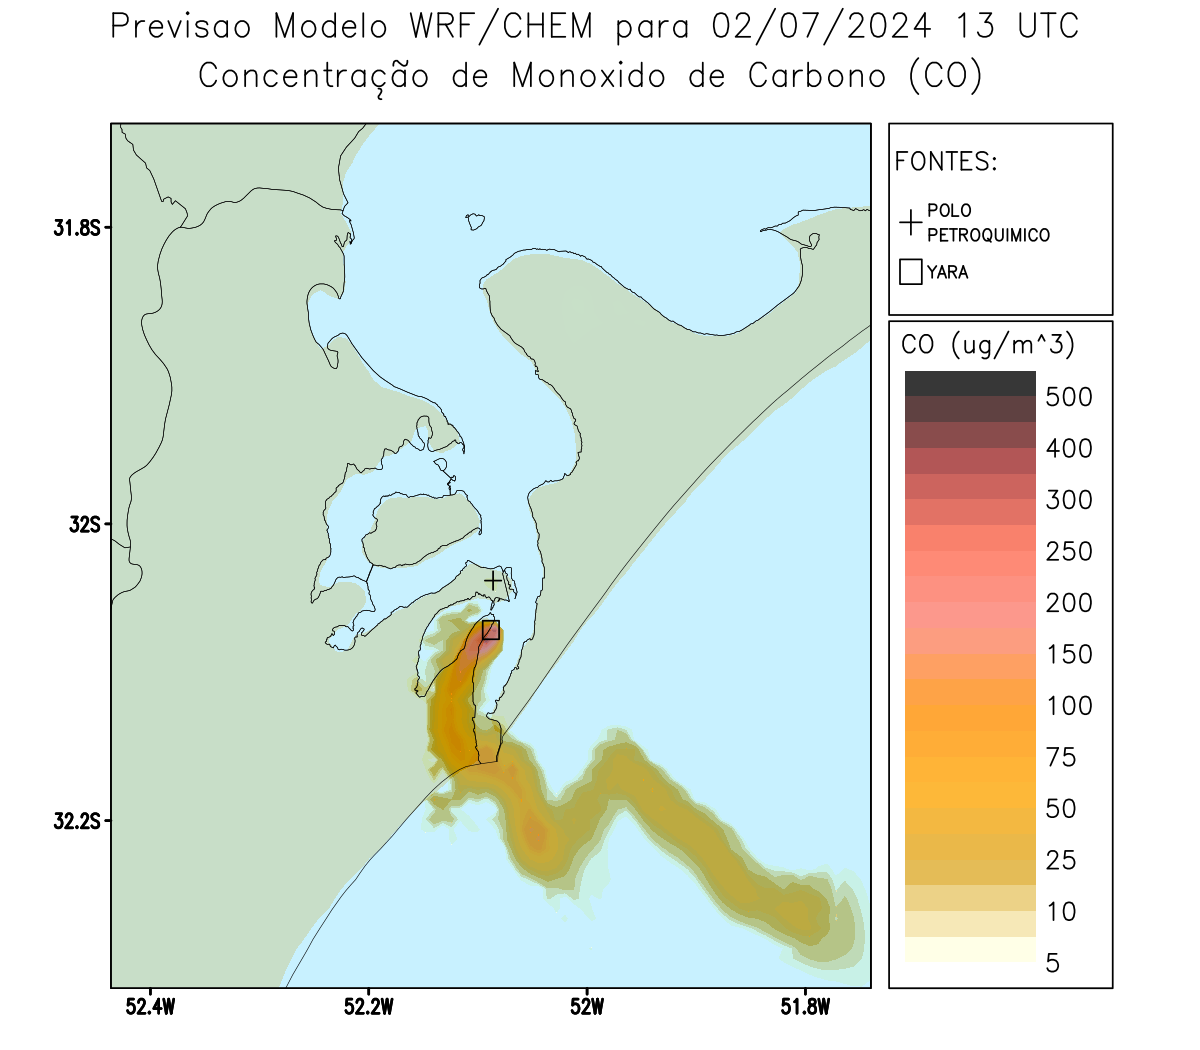 Previsao Modelo WRF/CHEM para 02/07/2024 13 UTC
Concentração de Monoxido de Carbono (CO)
FONTES:
POLO
PETROQUIMICO
YARA
CO (ug/m^3)
500
400
300
250
200
150
100
75
50
25
10
5
31.8S
32S
32.2S
52.4W
52.2W
52W
51.8W